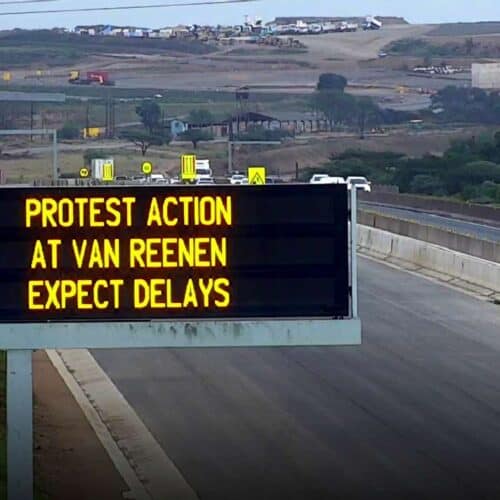 PROTEST ACTION
AT VAN REENEN
EXPECT DELAYS